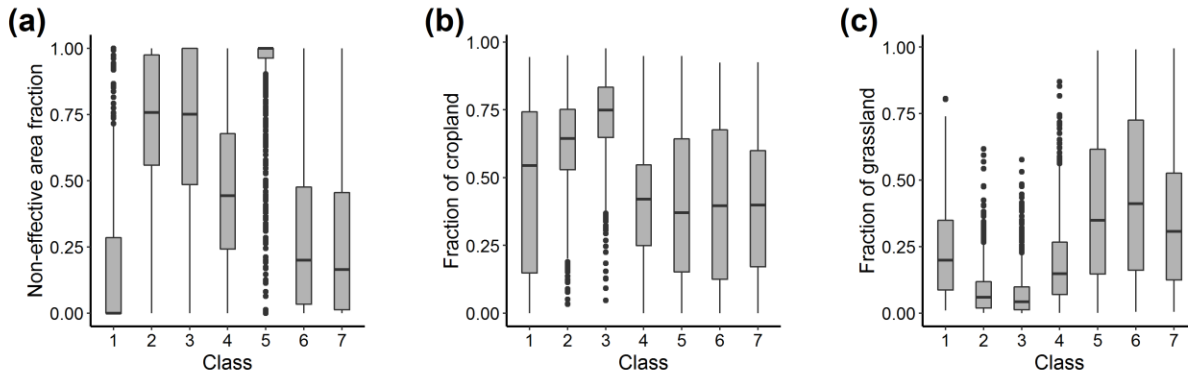 (a)
Non-effective area fraction
1.00
0.75
0.50
0.25
0.00
1 2 3 4 5 6 7
Class
(b)
Fraction of cropland
1.00
0.75
0.50
0.25
0.00
1 2 3 4 5 6 7
Class
(c)
Fraction of grassland
1.00
0.75
0.50
0.25
0.00
1 2 3 4 5 6 7
Class